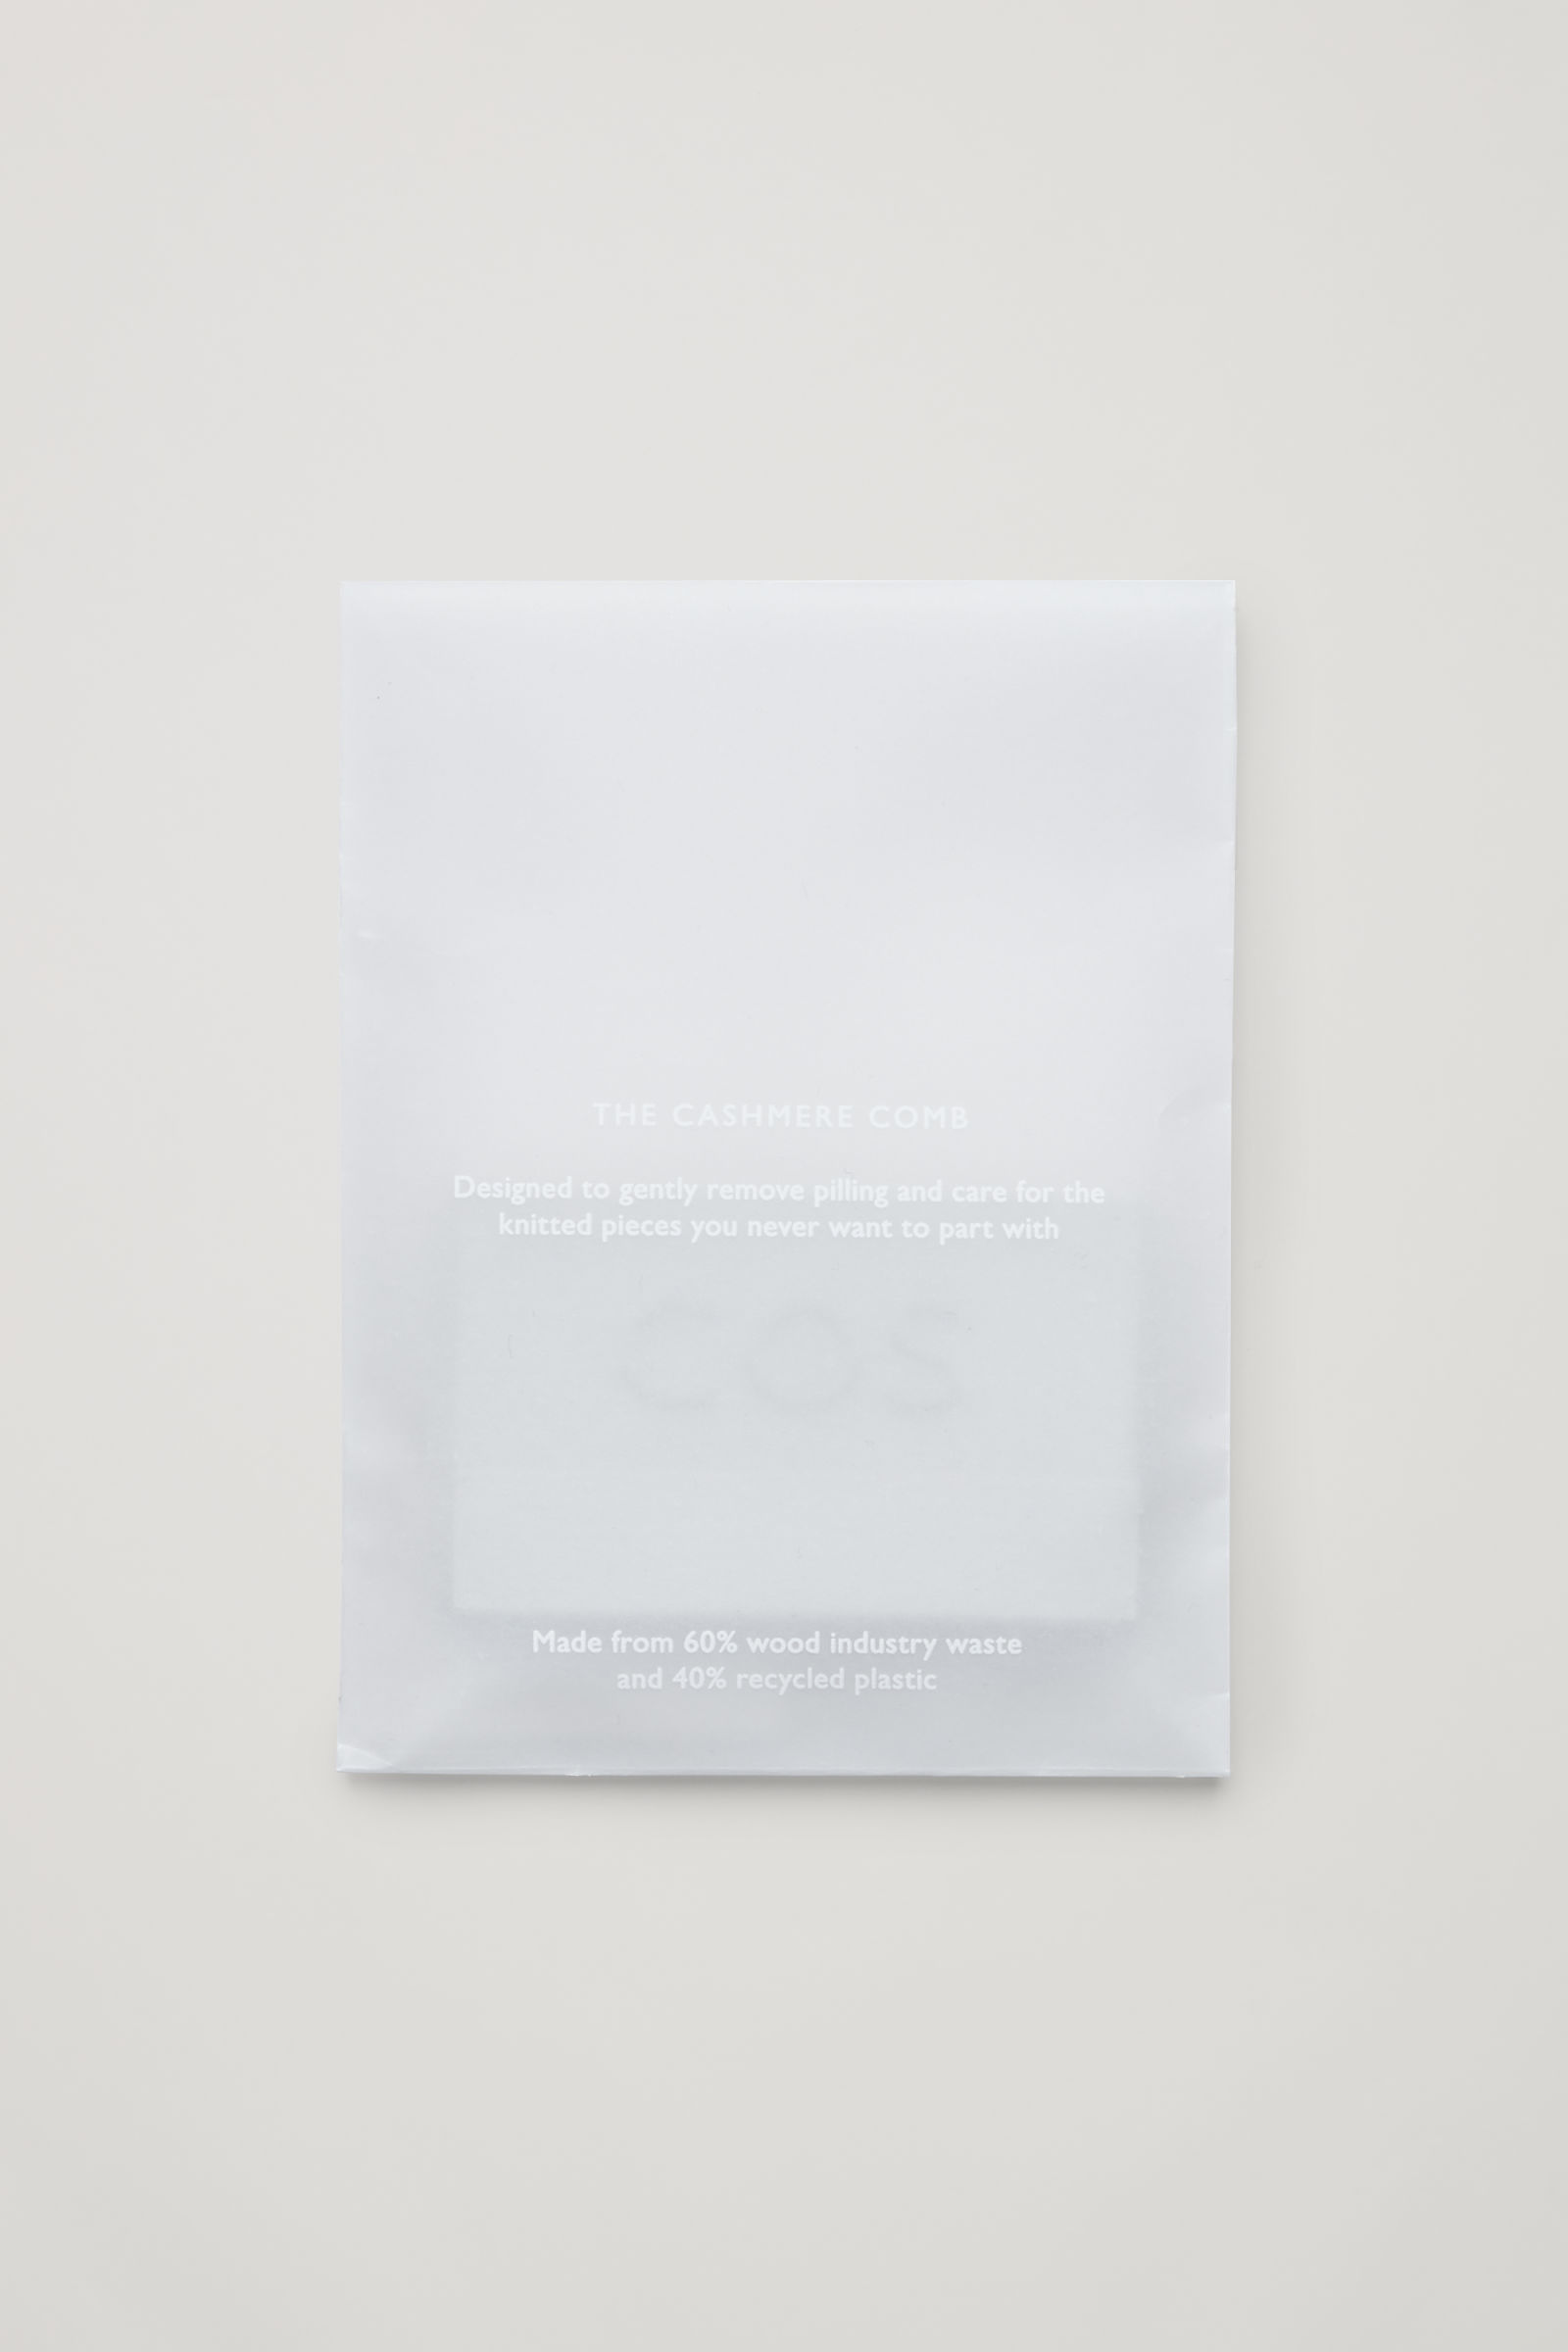 THE CASHMERE COMB
Designed to gently remove pilling and care for the
knitted pieces you never want to part with
COS
Made from 60% wood industry waste
and 40% recycled plastic